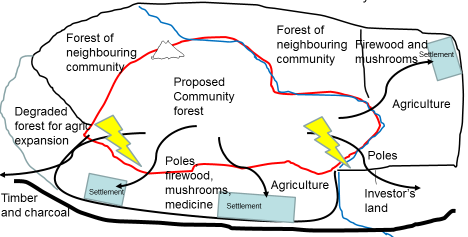 Forest of
neighbouring
community
Forest of
neighbouring
community
Firewood and
mushrooms
Settlement
Proposed
Community
forest
Agriculture
Degraded
forest for agric
expansion
Poles
Poles
firewood,
mushrooms,
medicine
Agriculture
Settlement
Settlement
Investor's
land
Timber
and charcoal